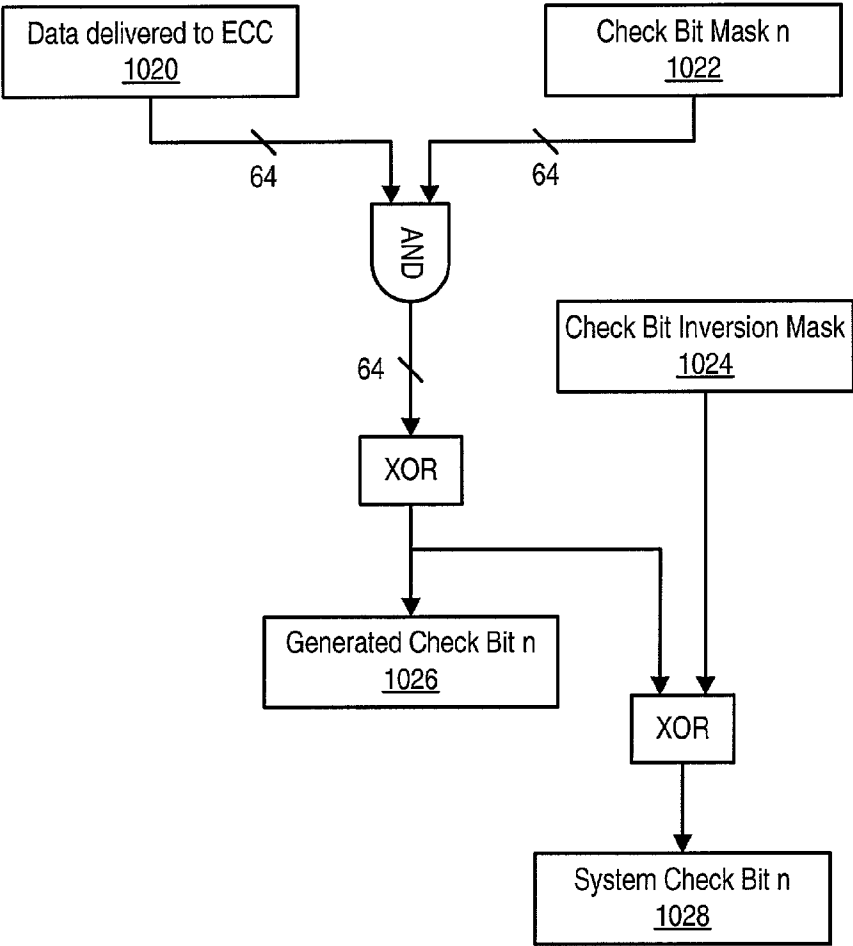 Data delivered to ECC
1020
Check Bit Mask n
1022
64
64
AND
Check Bit Inversion Mask
1024
64
XOR
Generated Check Bit n
1026
XOR
System Check Bit n
1028